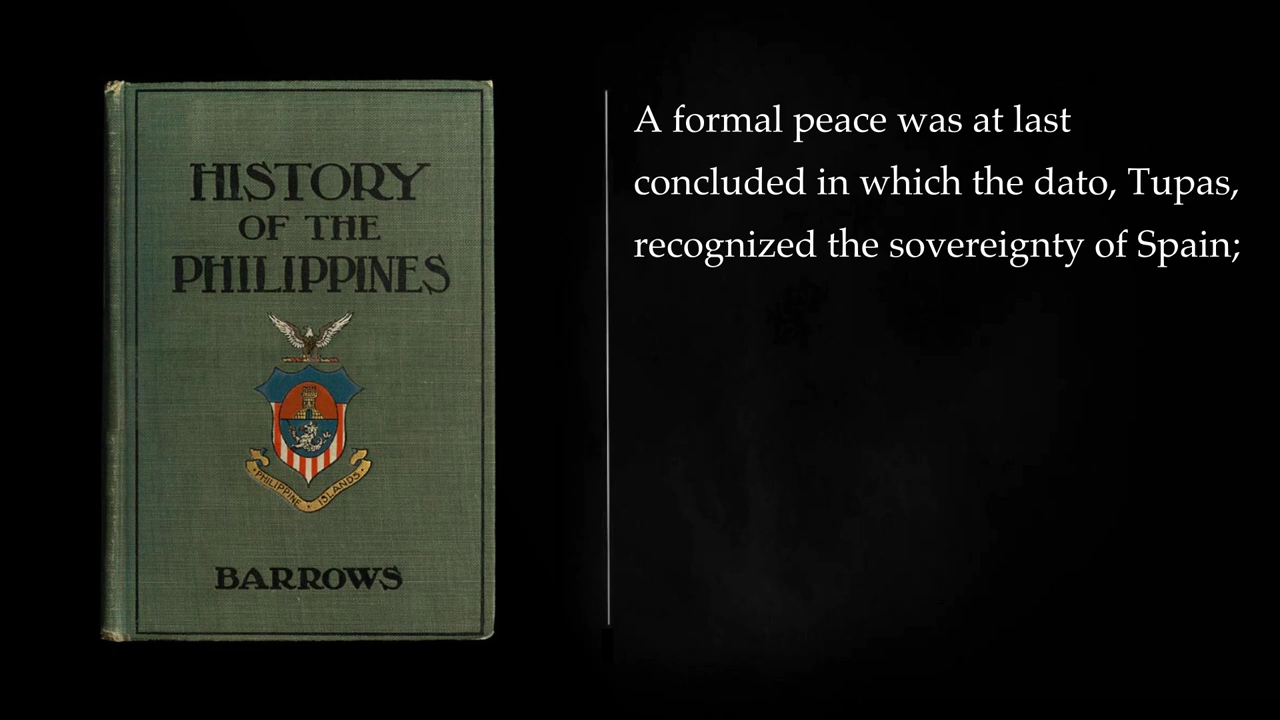 HISTORY
OF THE
PHILIPPINES
PHILIPPINE ISLANDS
BARROWS
A formal peace was at last
concluded in which the dato, Tupas,
recognized the sovereignty of Spain;